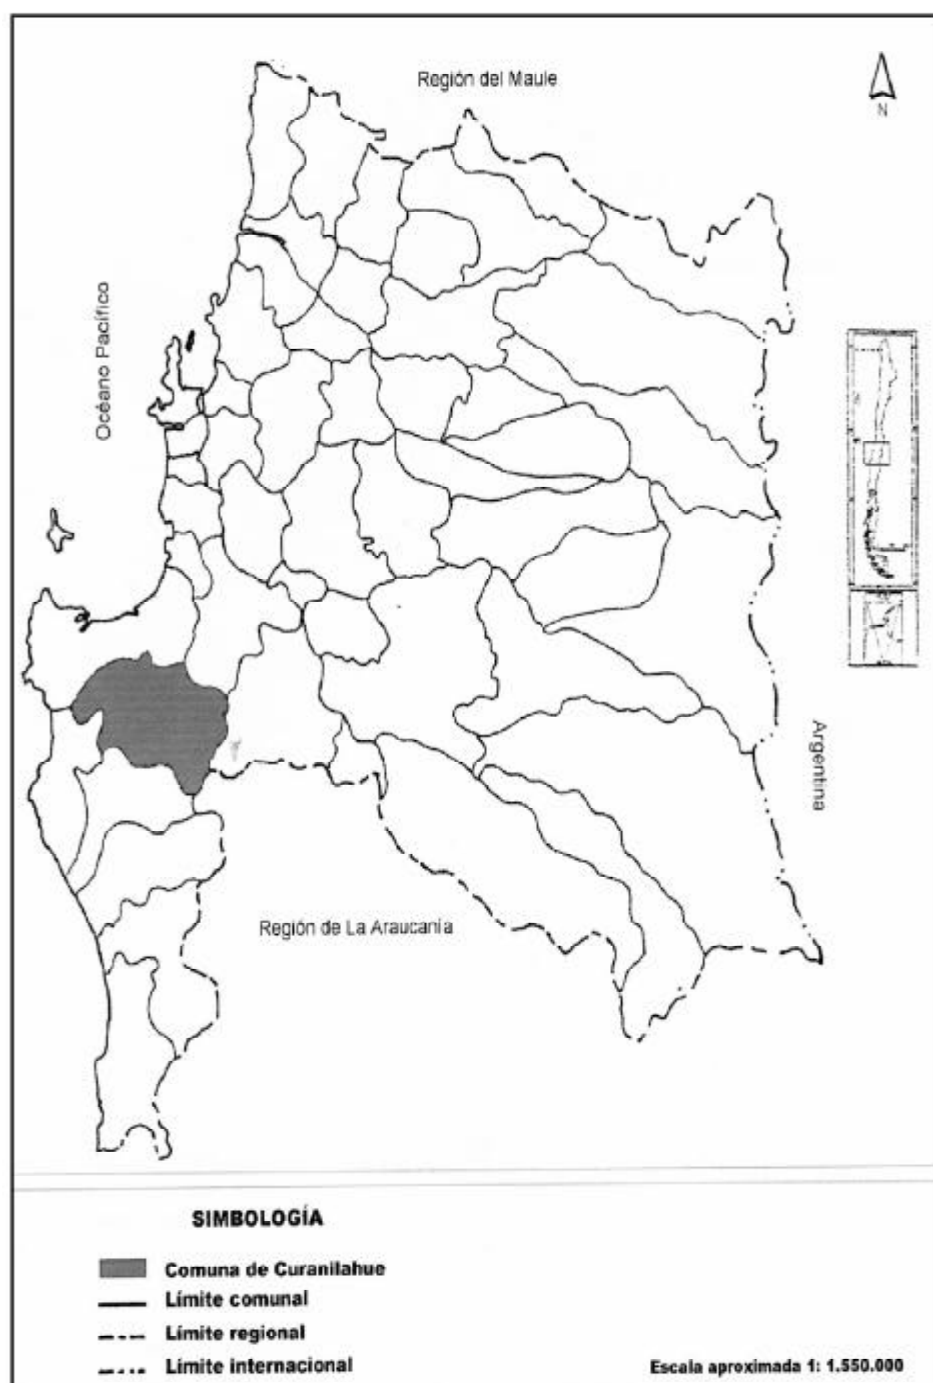 Región del Maule
N
Océano Pacífico
Argentina
Región de La Araucanía
SIMBOLOGÍA
Comuna de Curanilahue
Límite comunal
Límite regional
Límite internacional
Escala aproximada 1: 1.550.000